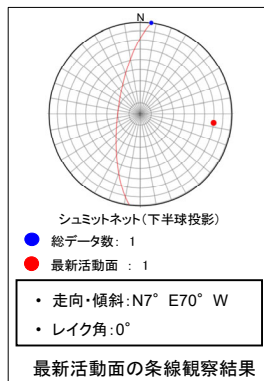 N
シュミットネット(下半球投影)
総データ数: 1
最新活動面 : 1
• 走向・傾斜:N7° E70° W
• レイク角:0°
最新活動面の条線観察結果